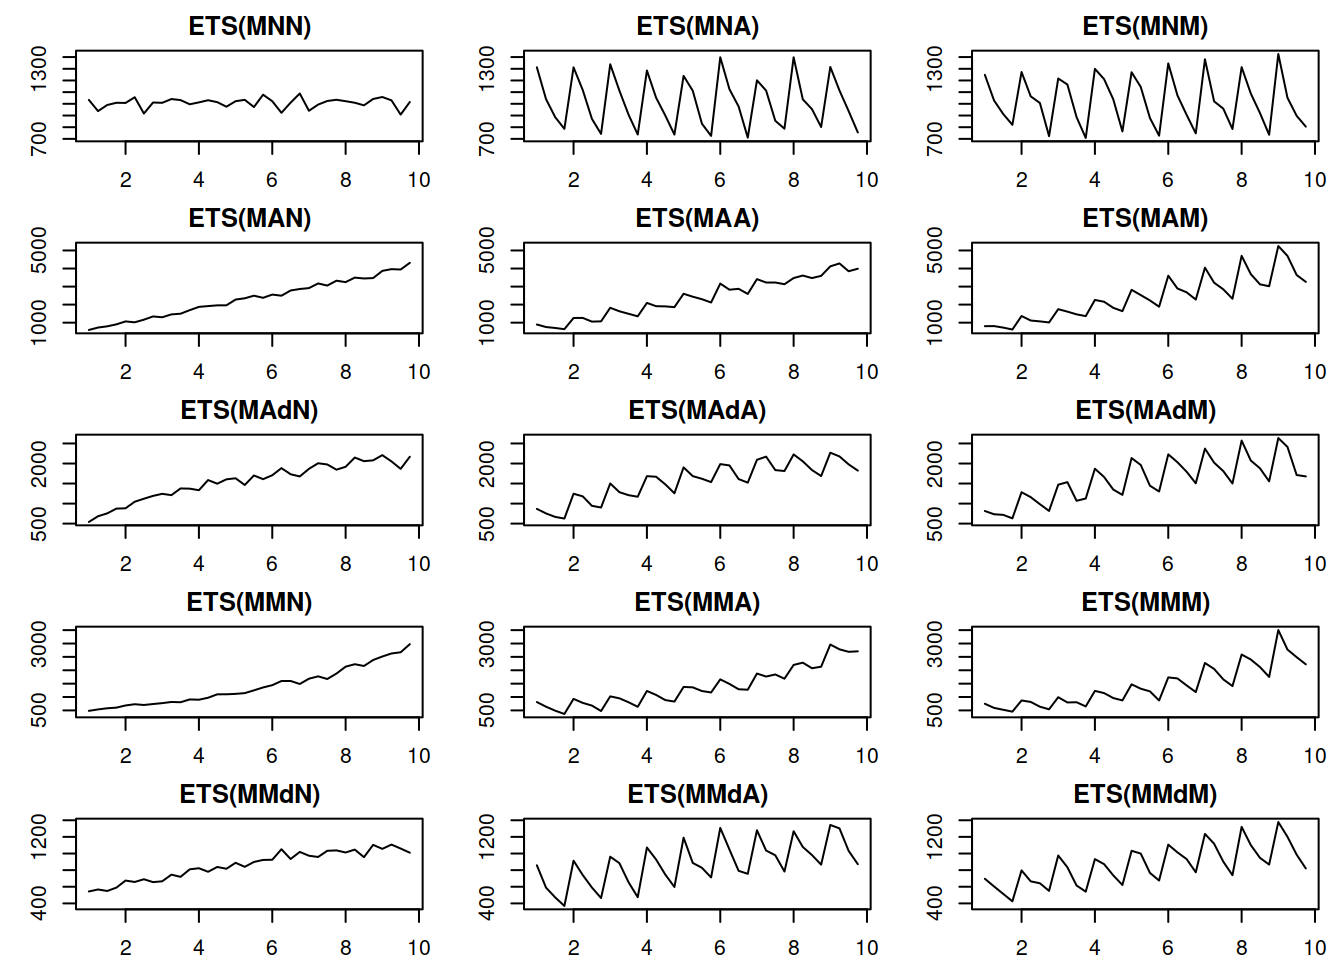 ETS(MNN) ETS(MNA) ETS(MNM)
1300 1300 1300
700 700 700
2 4 6 8 10 2 4 6 8 10 2 4 6 8 10
ETS(MAN) ETS(MAA) ETS(MAM)
5000 5000 5000
1000 1000 1000
2 4 6 8 10 2 4 6 8 10 2 4 6 8 10
ETS(MAdN) ETS(MAdA) ETS(MAdM)
2000 2000 2000
500 500 500
2 4 6 8 10 2 4 6 8 10 2 4 6 8 10
ETS(MMN) ETS(MMA) ETS(MMM)
3000 3000 3000
500 500 500
2 4 6 8 10 2 4 6 8 10 2 4 6 8 10
ETS(MMdN) ETS(MMdA) ETS(MMdM)
1200 1200 1200
400 400 400
2 4 6 8 10 2 4 6 8 10 2 4 6 8 10